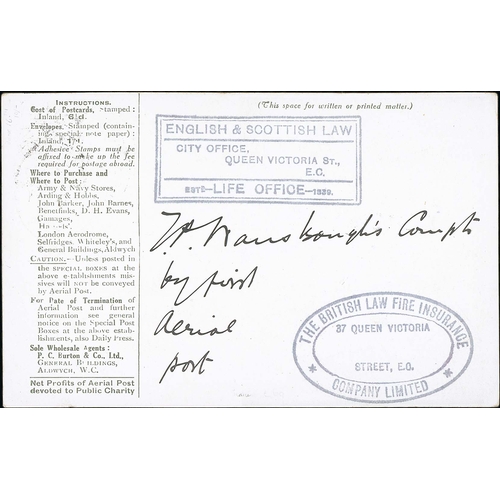 INSTRUCTIONS.
Cost of Postcards, Stamped:
Inland, 6½d.
Envelopes, Stamped (contain-
ing special note paper):
Inland, 1/1,
Adhesive Stamps must be
affixed to make up the fee
required for postage abroad.
Where to Purchase and
Where to Post:—
Army & Navy Stores,
Arding & Hobbs,
John Barker, John Barnes,
Benetfinks, D. H. Evans,
Gamages,
London Aerodrome,
Selfridges, Whiteley's, and
General Buildings, Aldwych
CAUTION.—Unless posted in
the SPECIAL BOXES at the
above establishments mis-
sives will NOT be conveyed
by Aerial Post.
For Date of Termination of
Aerial Post and further
information see general
notice on the Special Post
Boxes at the above estab-
lishments, also Daily Press.
Sole Wholesale Agents:
P. C. Burton & Co., Ltd.,
GENERAL BUILDINGS,
ALDWYCH, W.C.
Net Profits of Aerial Post
devoted to Public Charity
(This space for written or printed matter.)
ENGLISH & SCOTTISH LAW
CITY OFFICE,
QUEEN VICTORIA ST.,
E.C.
ESTD—LIFE OFFICE—1839.
Compts
by first
Aerial
post
THE BRITISH LAW FIRE INSURANCE
37 QUEEN VICTORIA
STREET, E.C.
* COMPANY LIMITED *